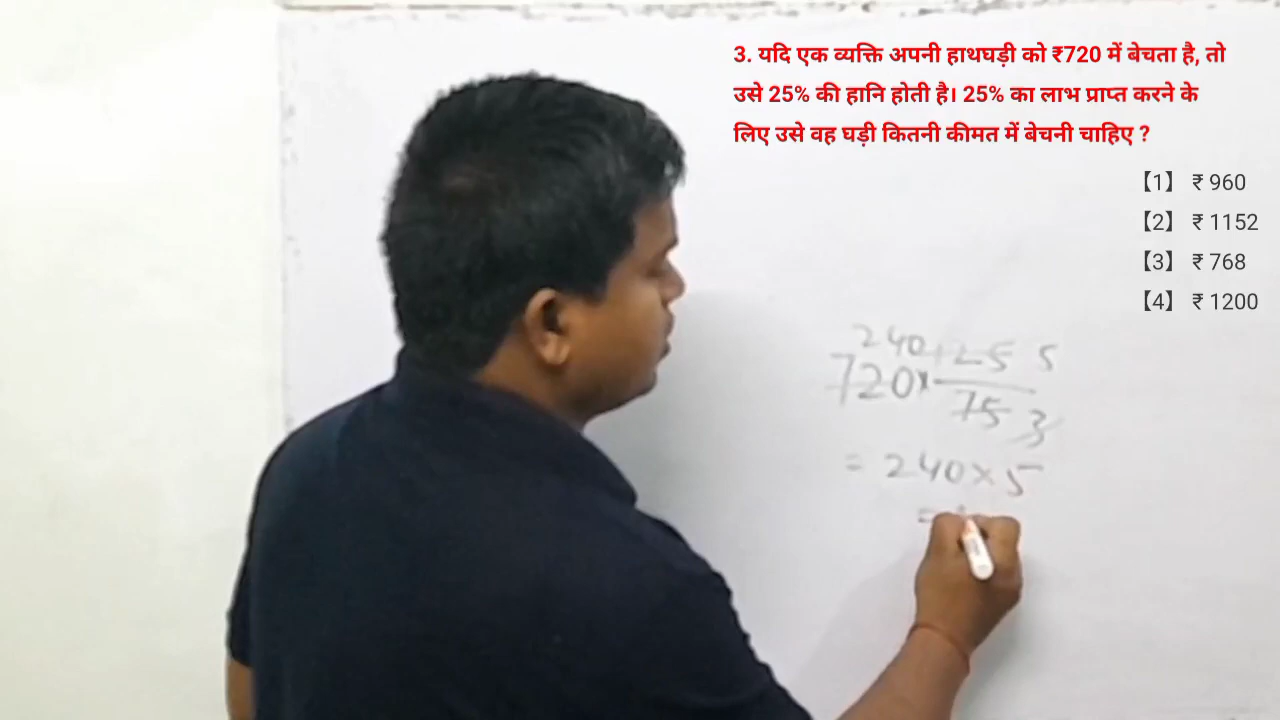 3. यदि एक व्यक्ति अपनी हाथघड़ी को ₹720 में बेचता है, तो
उसे 25% की हानि होती है। 25% का लाभ प्राप्त करने के
लिए उसे वह घड़ी कितनी कीमत में बेचनी चाहिए ?
【1】 ₹ 960
【2】 ₹ 1152
【3】 ₹ 768
【4】 ₹ 1200
240 125 5
720×
75 3
= 240×5
=